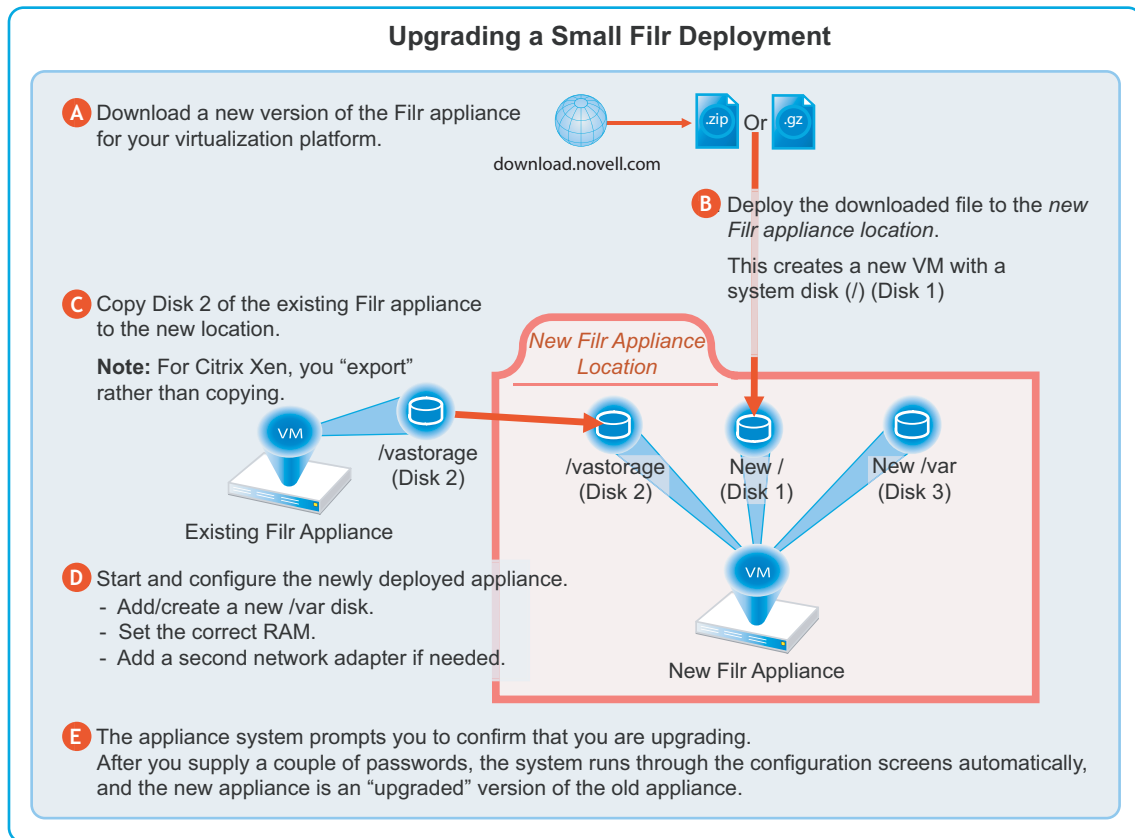 Upgrading a Small Filr Deployment
A Download a new version of the Filr appliance
for your virtualization platform.
download.novell.com
.zip Or .gz
B Deploy the downloaded file to the new
Filr appliance location.
This creates a new VM with a
system disk (/) (Disk 1)
C Copy Disk 2 of the existing Filr appliance
to the new location.
Note: For Citrix Xen, you “export”
rather than copying.
VM
/vastorage
(Disk 2)
Existing Filr Appliance
New Filr Appliance
Location
/vastorage
(Disk 2)
New /
(Disk 1)
New /var
(Disk 3)
VM
New Filr Appliance
D Start and configure the newly deployed appliance.
- Add/create a new /var disk.
- Set the correct RAM.
- Add a second network adapter if needed.
E The appliance system prompts you to confirm that you are upgrading.
After you supply a couple of passwords, the system runs through the configuration screens automatically,
and the new appliance is an “upgraded” version of the old appliance.